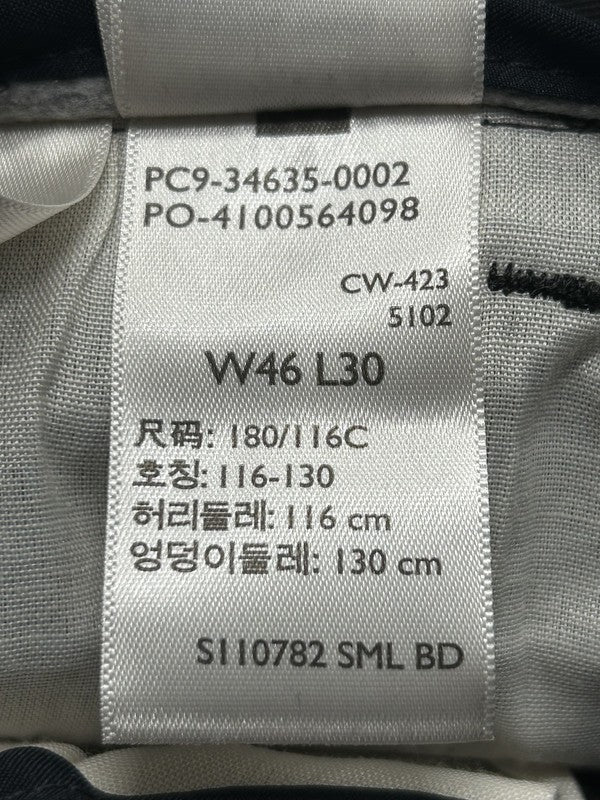 PC9-34635-0002
PO-4100564098
CW-423
5102
W46 L30
尺码: 180/116C
호칭: 116-130
허리둘레: 116 cm
엉덩이둘레: 130 cm
S110782 SML BD